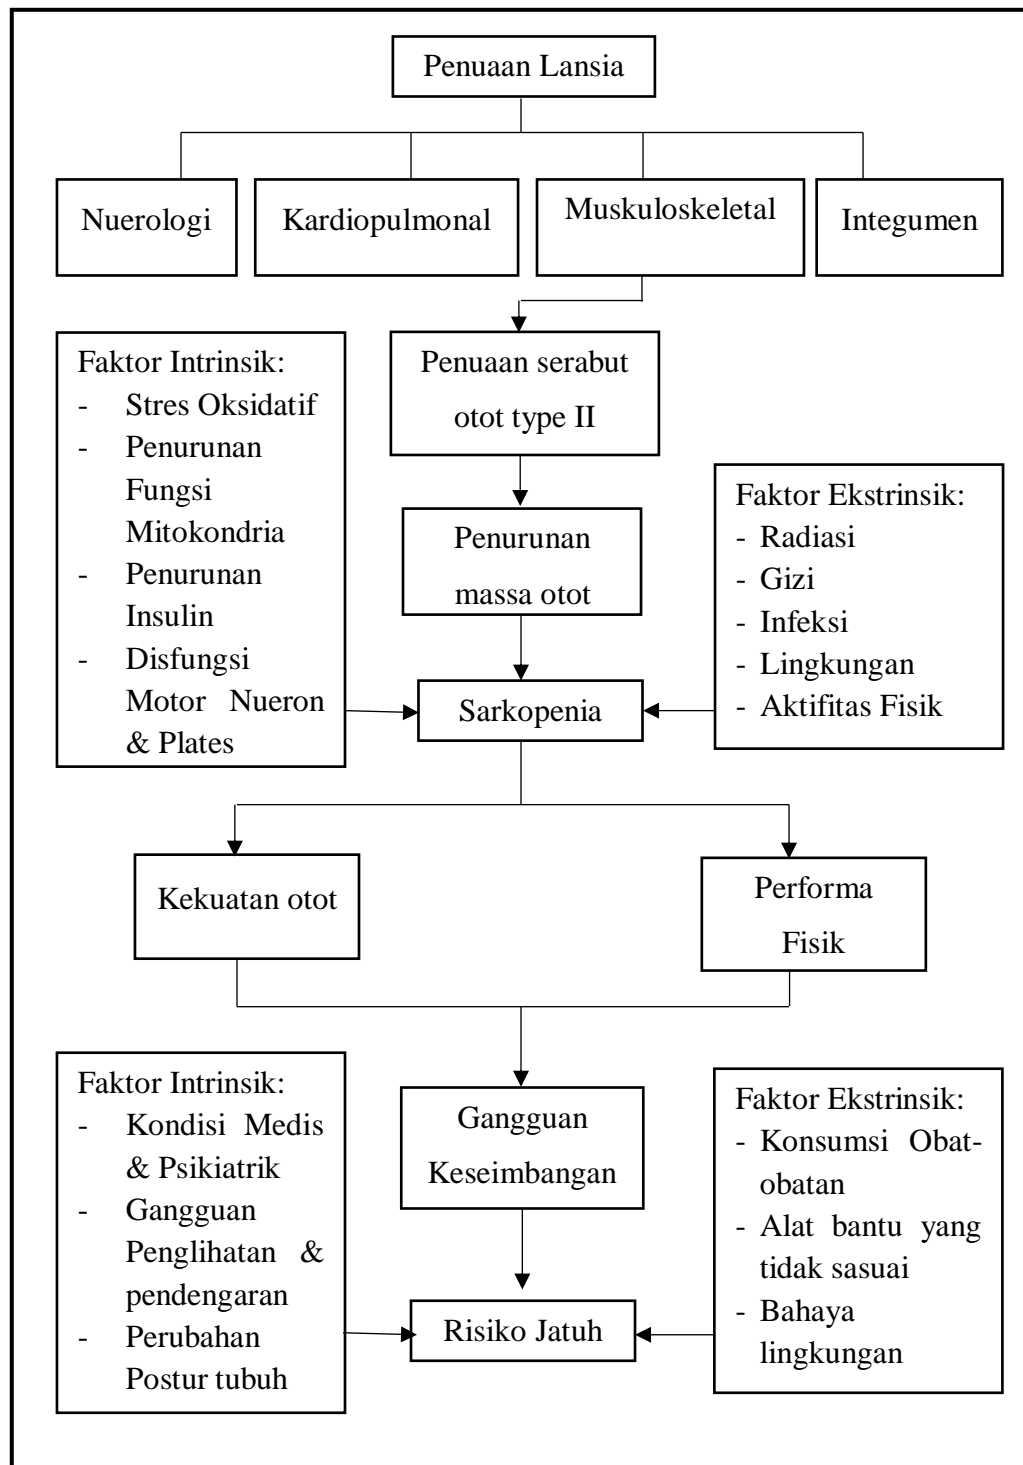 Penuaan Lansia
Nuerologi
Kardiopulmonal
Muskuloskeletal
Integumen
Penuaan serabut
otot type II
Faktor Intrinsik:
- Stres Oksidatif
- Penurunan
Fungsi
Mitokondria
- Penurunan
Insulin
- Disfungsi
Motor Nueron
& Plates
Penurunan
massa otot
Faktor Ekstrinsik:
- Radiasi
- Gizi
- Infeksi
- Lingkungan
- Aktifitas Fisik
Sarkopenia
Kekuatan otot
Performa
Fisik
Faktor Intrinsik:
- Kondisi Medis
& Psikiatrik
- Gangguan
Penglihatan &
pendengaran
- Perubahan
Postur tubuh
Gangguan
Keseimbangan
Faktor Ekstrinsik:
- Konsumsi Obat-
obatan
- Alat bantu yang
tidak sasuai
- Bahaya
lingkungan
Risiko Jatuh